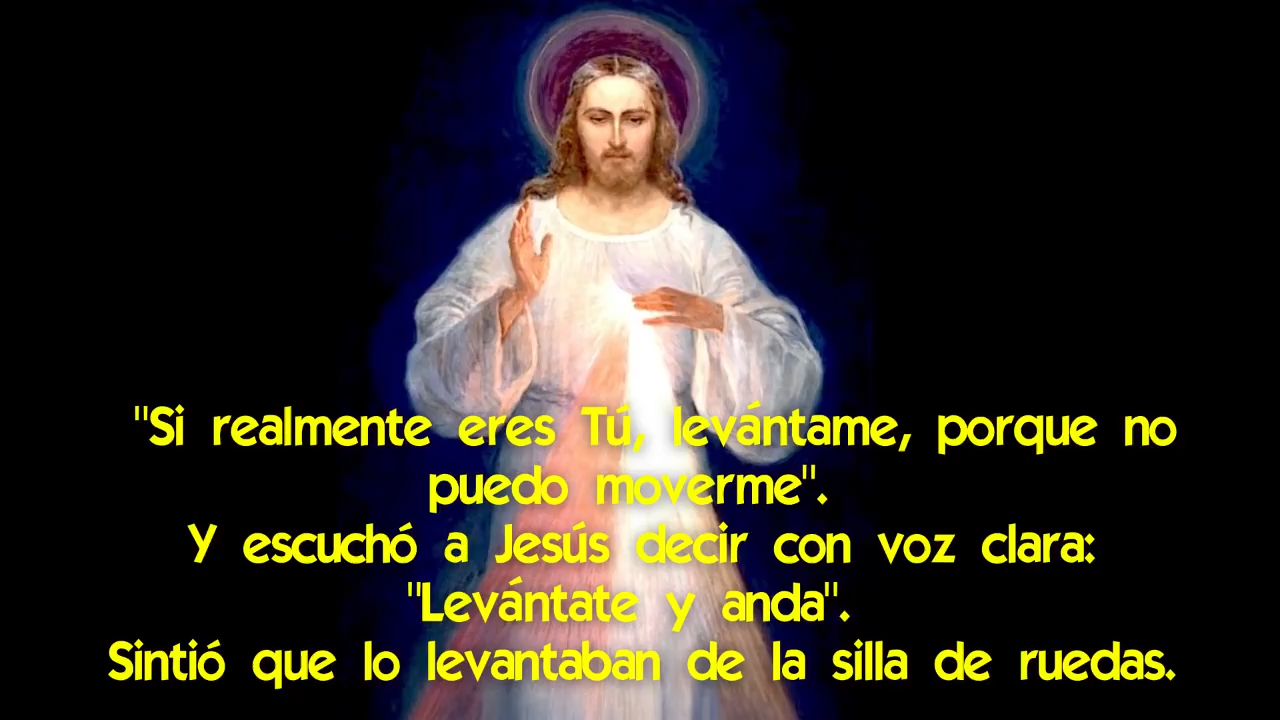 "Si realmente eres Tú, levántame, porque no
puedo moverme".
Y escuchó a Jesús decir con voz clara:
"Levántate y anda".
Sintió que lo levantaban de la silla de ruedas.